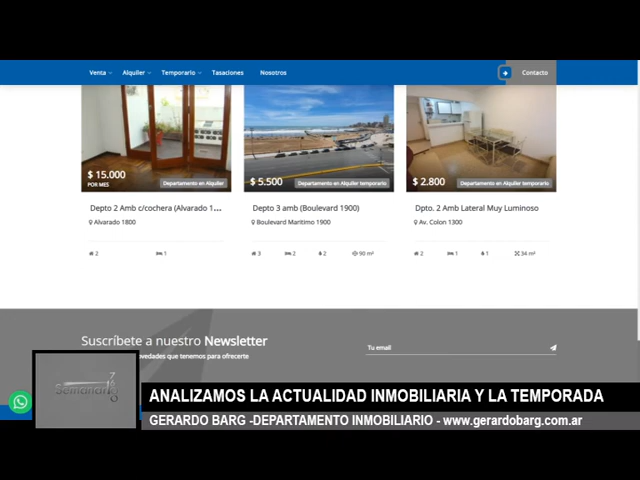 Venta Alquiler Temporario Tasaciones Nosotros Contacto
$ 15.000
POR MES
Departamento en Alquiler
$ 5.500
Departamento en Alquiler temporario
$ 2.800
Departamento en Alquiler temporario
Depto 2 Amb c/cochera (Alvarado 1...
Alvarado 1800
2 1
Depto 3 amb (Boulevard 1900)
Boulevard Maritimo 1900
3 2 2 90 m²
Dpto. 2 Amb Lateral Muy Luminoso
Av. Colon 1300
2 1 1 34 m²
Suscríbete a nuestro Newsletter
ovedades que tenemos para ofrecerte
Tu email
ANALIZAMOS LA ACTUALIDAD INMOBILIARIA Y LA TEMPORADA
GERARDO BARG -DEPARTAMENTO INMOBILIARIO - www.gerardobarg.com.ar